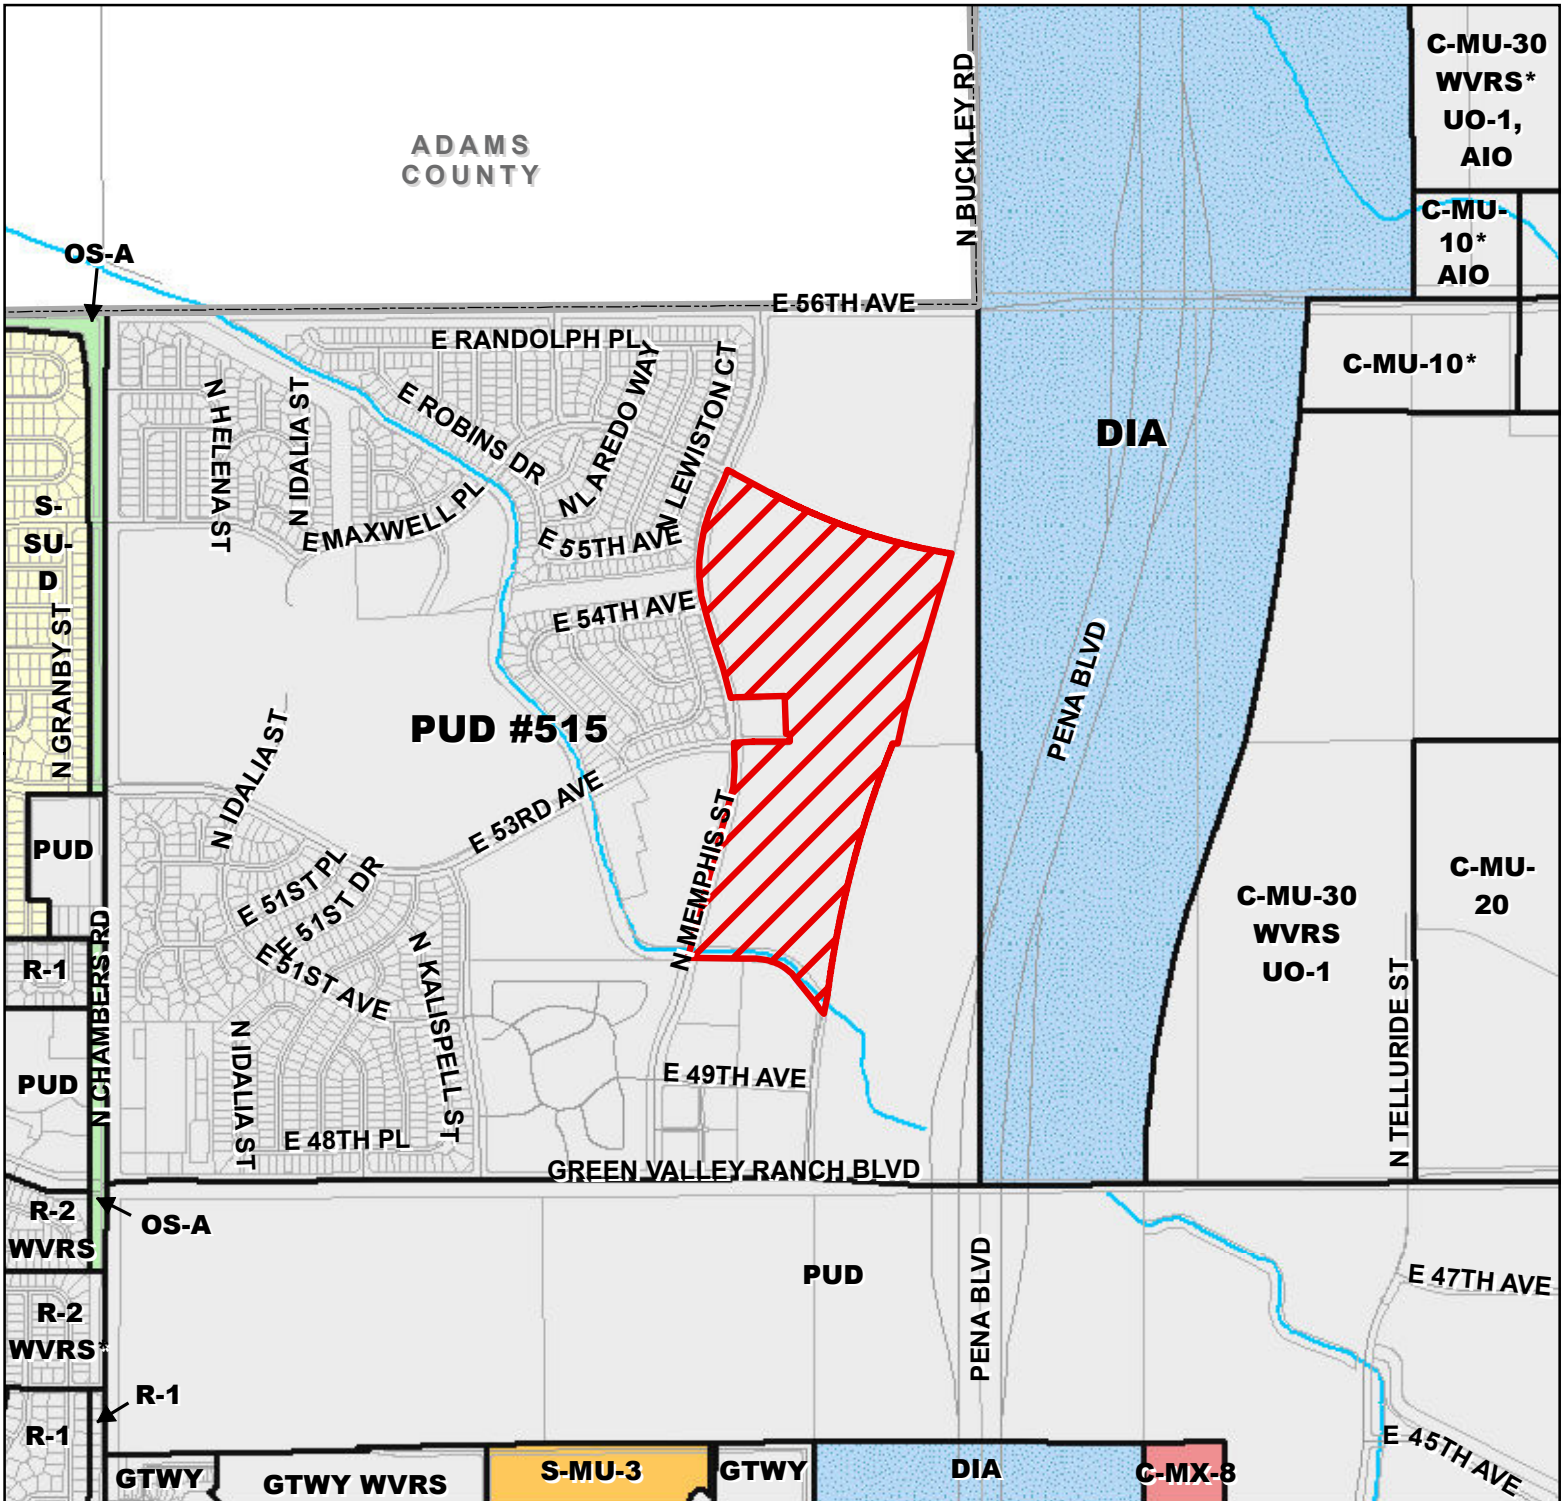 C-MU-30
WVRS*
UO-1,
AIO
ADAMS
COUNTY
N BUCKLEY RD
C-MU-
10*
AIO
OS-A
E 56TH AVE
E RANDOLPH PL
C-MU-10*
N HELENA ST
N IDALIA ST
E ROBINS DR
N LAREDO WAY
N LEWISTON CT
DIA
E MAXWELL PL
E 55TH AVE
S-
SU-
D
E 54TH AVE
N GRANBY ST
PENA BLVD
PUD #515
N IDALIA ST
E 53RD AVE
N MEMPHIS ST
PUD
E 51ST PL
E 51ST DR
E 51ST AVE
E
C-MU-30
WVRS
UO-1
C-MU-
20
R-1
N CHAMBERS RD
N KALISPELL ST
N TELLURIDE ST
PUD
N IDALIA ST
E 49TH AVE
E 48TH PL
GREEN VALLEY RANCH BLVD
R-2
WVRS
OS-A
PUD
PENA BLVD
E 47TH AVE
R-2
WVRS*
R-1
R-1
E 45TH AVE
GTWY
GTWY WVRS
S-MU-3
GTWY
DIA
C-MX-8